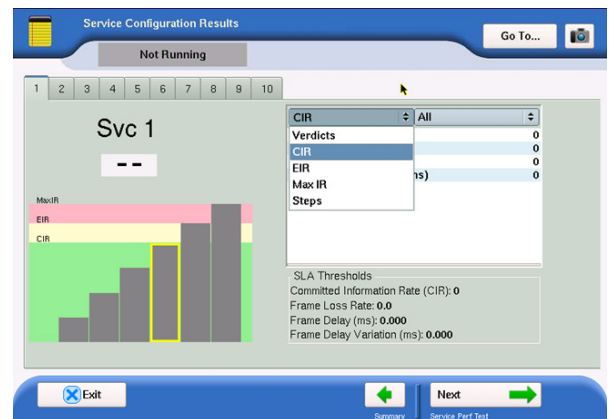 Service Configuration Results
Go To...
Not Running
1 2 3 4 5 6 7 8 9 10
Svc 1
--
CIR All
Verdicts 0
CIR 0
EIR 0
Max IR ns) 0
Steps
MaxIR
EIR
CIR
SLA Thresholds
Committed Information Rate (CIR): 0
Frame Loss Rate: 0.0
Frame Delay (ms): 0.000
Frame Delay Variation (ms): 0.000
Exit
Next
Summary
Service Perf Test